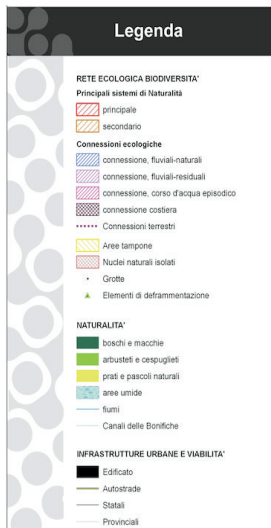 Legenda
RETE ECOLOGICA BIODIVERSITA'
Principali sistemi di Naturalità
principale
secondario
Connessioni ecologiche
connessione, fluviali-naturali
connessione, fluviali-residuali
connessione, corso d'acqua episodico
connessione costiera
Connessioni terrestri
Aree tampone
Nuclei naturali isolati
Grotte
Elementi di deframmentazione
NATURALITA'
boschi e macchie
arbusteti e cespuglieti
prati e pascoli naturali
aree umide
fiumi
Canali delle Bonifiche
INFRASTRUTTURE URBANE E VIABILITA'
Edificato
Autostrade
Statali
Provinciali